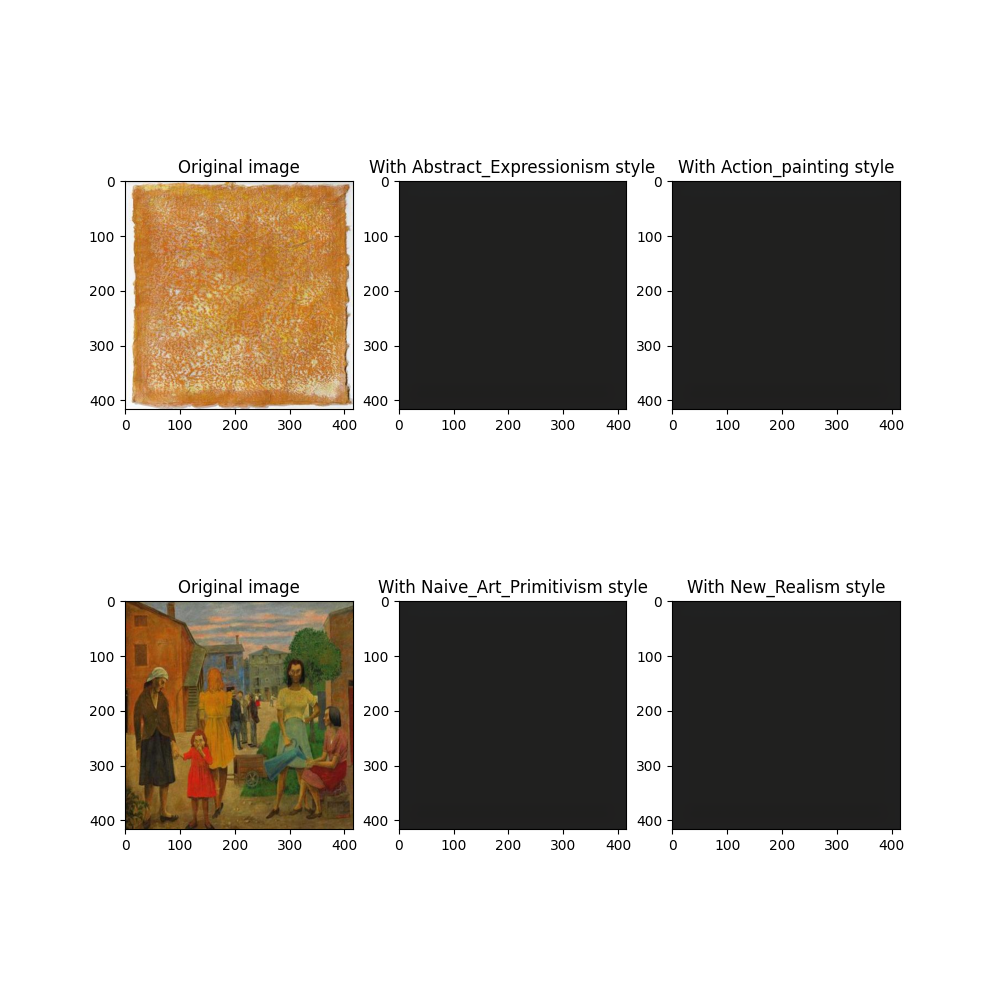 Original image
With Abstract_Expressionism style
With Action_painting style
0
100
200
300
400
0 100 200 300 400
0
100
200
300
400
0 100 200 300 400
0
100
200
300
400
0 100 200 300 400
Original image
With Naive_Art_Primitivism style
With New_Realism style
0
100
200
300
400
0 100 200 300 400
0
100
200
300
400
0 100 200 300 400
0
100
200
300
400
0 100 200 300 400